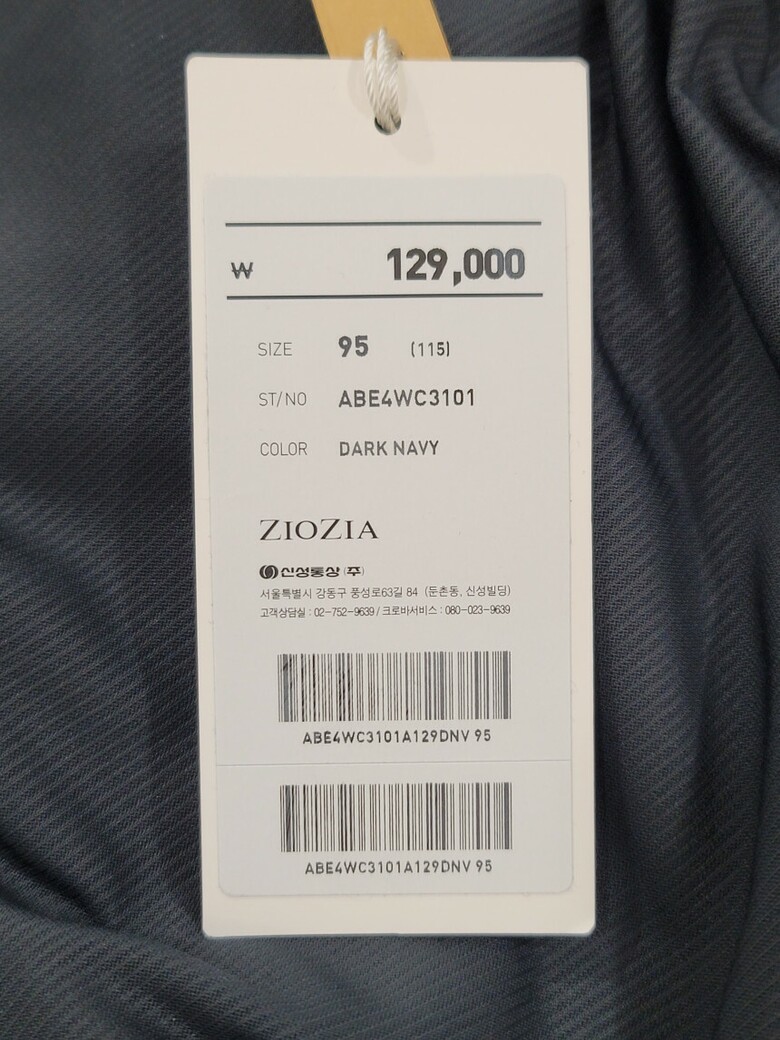 ₩ 129,000
SIZE 95 (115)
ST/NO ABE4WC3101
COLOR DARK NAVY
ZIOZIA
신성통상(주)
서울특별시 강동구 풍성로63길 84 (둔촌동, 신성빌딩)
고객상담실 : 02-752-9639 / 크로바서비스 : 080-023-9639
ABE4WC3101A129DNV 95
ABE4WC3101A129DNV 95